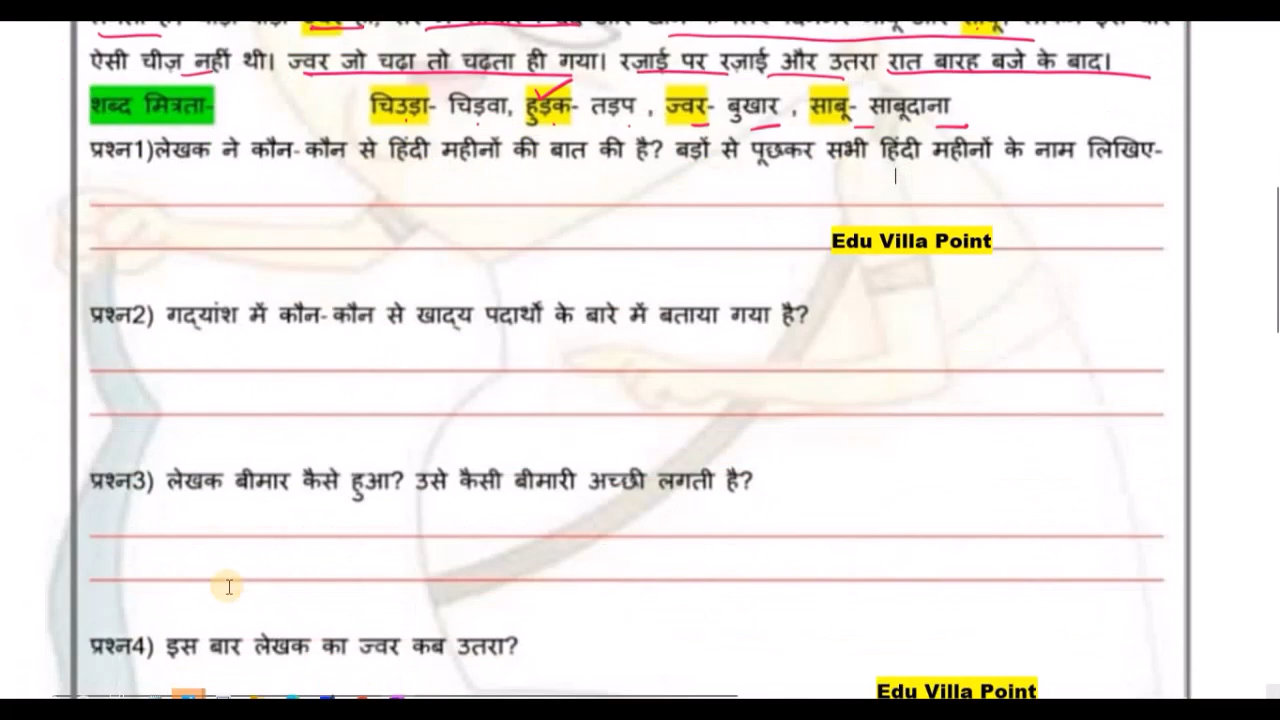 ऐसी चीज़ नहीं थी। ज्वर जो चढ़ा तो चढ़ता ही गया। रज़ाई पर रज़ाई और उतरा रात बारह बजे के बाद।
शब्द मित्रता- चिउड़ा- चिड़वा, हुड़क- तड़प , ज्वर- बुखार , साबू- साबूदाना
प्रश्न1)लेखक ने कौन-कौन से हिंदी महीनों की बात की है? बड़ों से पूछकर सभी हिंदी महीनों के नाम लिखिए-
Edu Villa Point
प्रश्न2) गद्यांश में कौन-कौन से खाद्य पदार्थो के बारे में बताया गया है?
प्रश्न3) लेखक बीमार कैसे हुआ? उसे कैसी बीमारी अच्छी लगती है?
प्रश्न4) इस बार लेखक का ज्वर कब उतरा?
Edu Villa Point